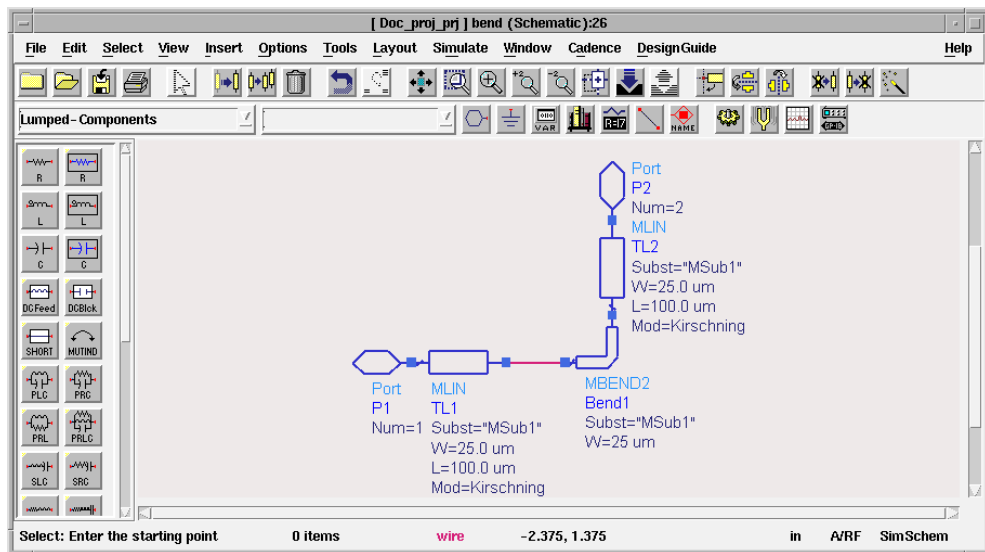 [ Doc_proj_prj ] bend (Schematic):26
File Edit Select View Insert Options Tools Layout Simulate Window Cadence DesignGuide Help
VAR
R=17
NAME
GPIB
Lumped-Components
R R
L L
C C
DCFeed DCBlck
SHORT MUTIND
PLC PRC
PRL PRLC
SLC SRC
Port
P2
Num=2
MLIN
TL2
Subst="MSub1"
W=25.0 um
L=100.0 um
Mod=Kirschning
Port
P1
Num=1
MLIN
TL1
Subst="MSub1"
W=25.0 um
L=100.0 um
Mod=Kirschning
MBEND2
Bend1
Subst="MSub1"
W=25 um
Select: Enter the starting point 0 items wire -2.375, 1.375 in A/RF SimSchem